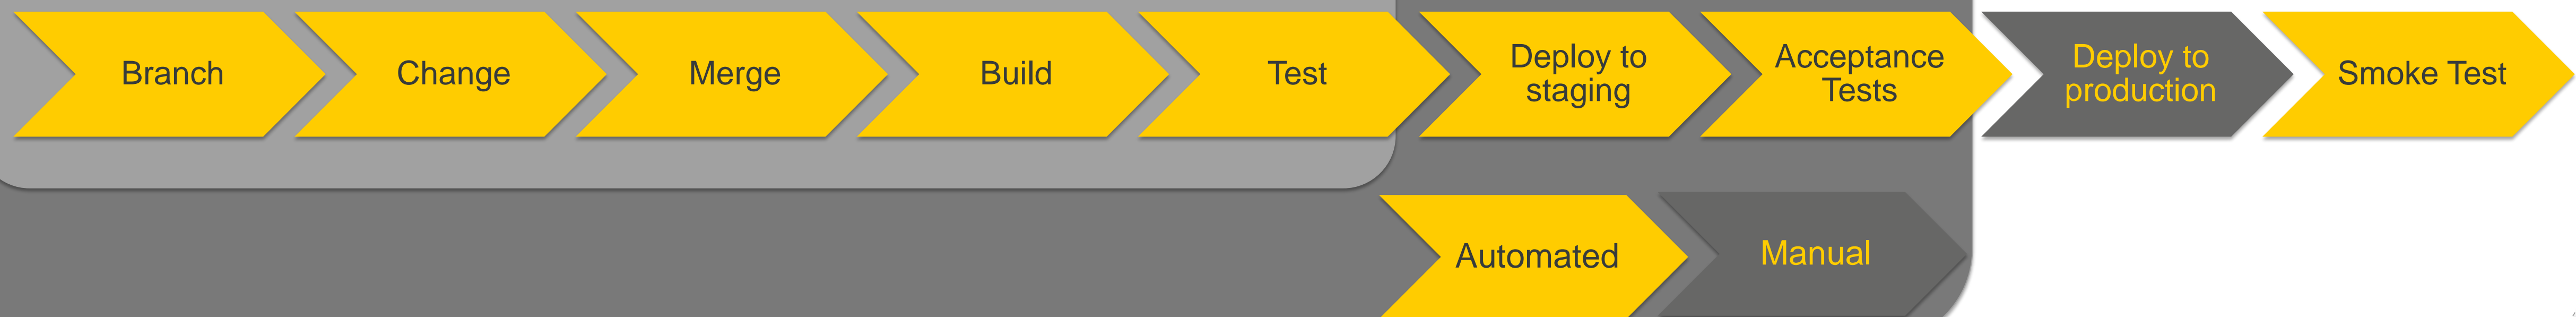 Branch
Change
Merge
Build
Test
Deploy to
staging
Acceptance
Tests
Deploy to
production
Smoke Test
Automated
Manual